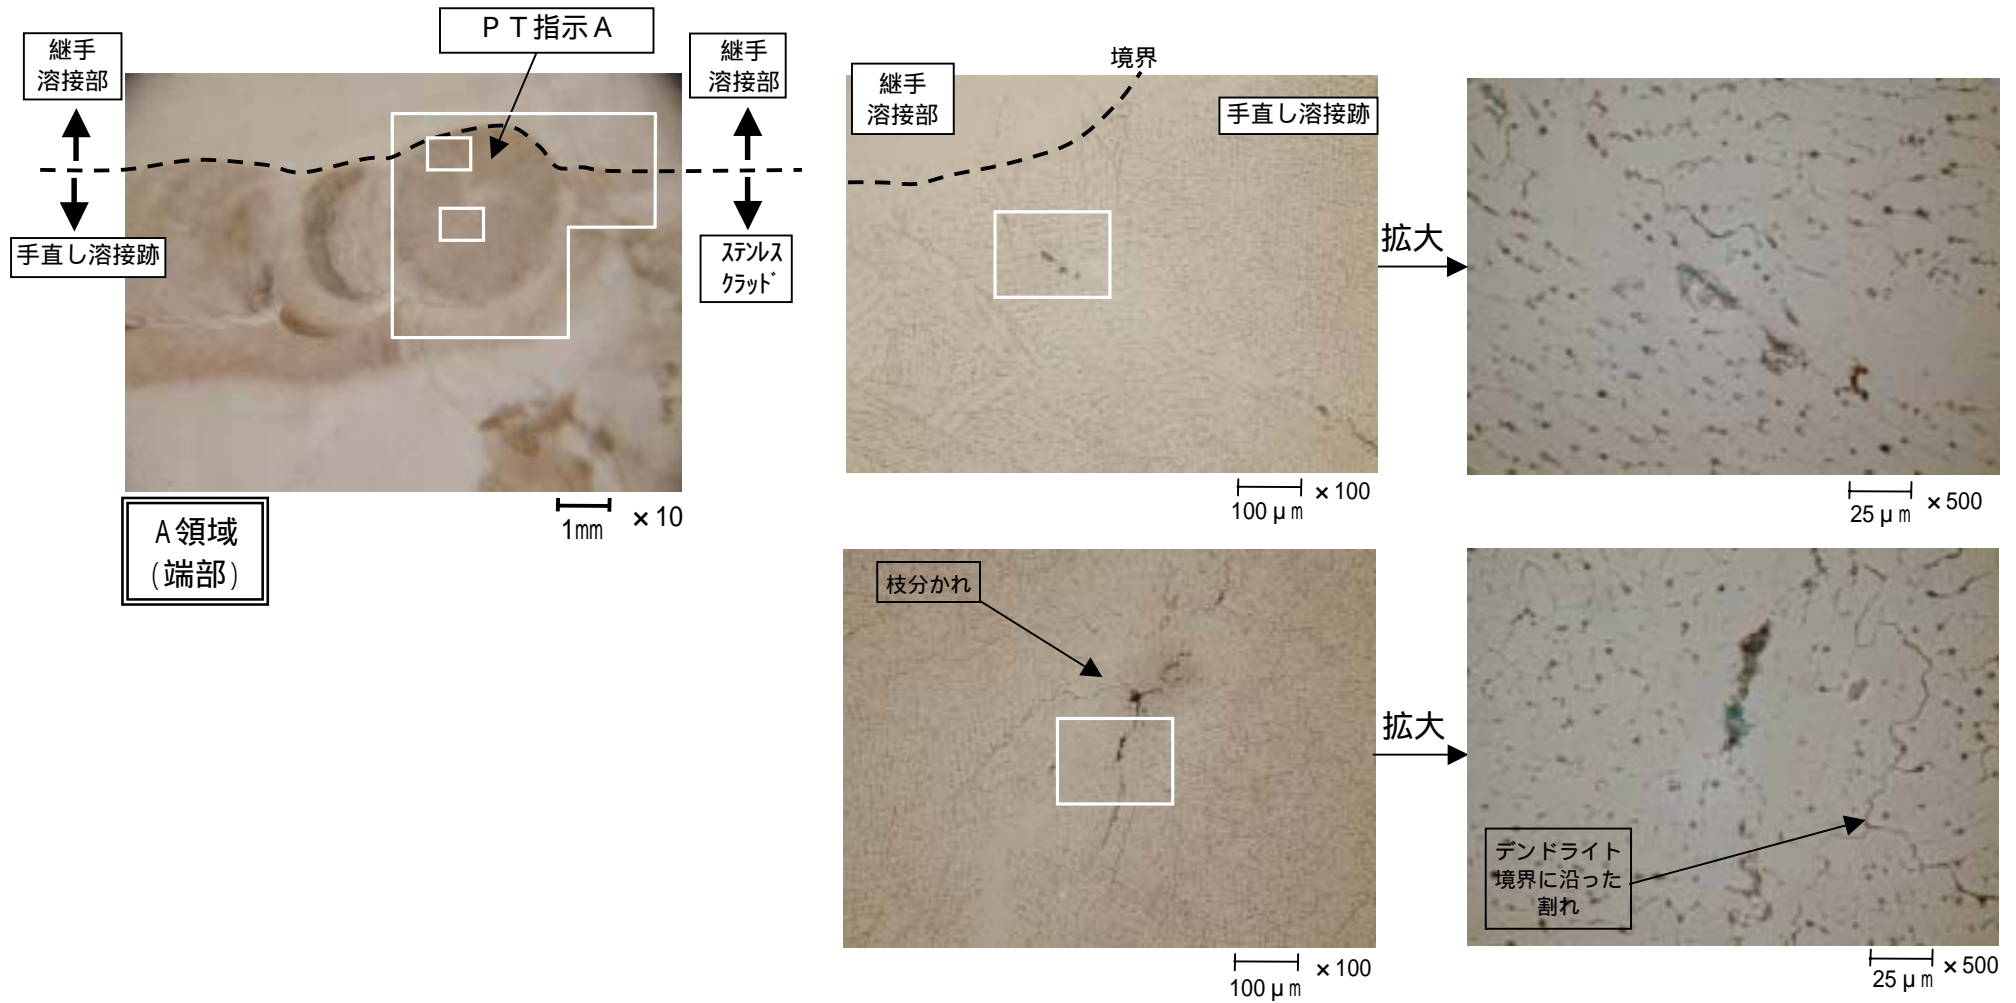 ＰＴ指示Ａ
継手
溶接部
継手
溶接部
手直し溶接跡
ｽﾃﾝﾚｽ
ｸﾗｯﾄﾞ
1mm ×10
A領域
(端部)
境界
継手
溶接部
手直し溶接跡
100μm ×100
拡大
25μm ×500
枝分かれ
100μm ×100
拡大
デンドライト
境界に沿った
割れ
25μm ×500